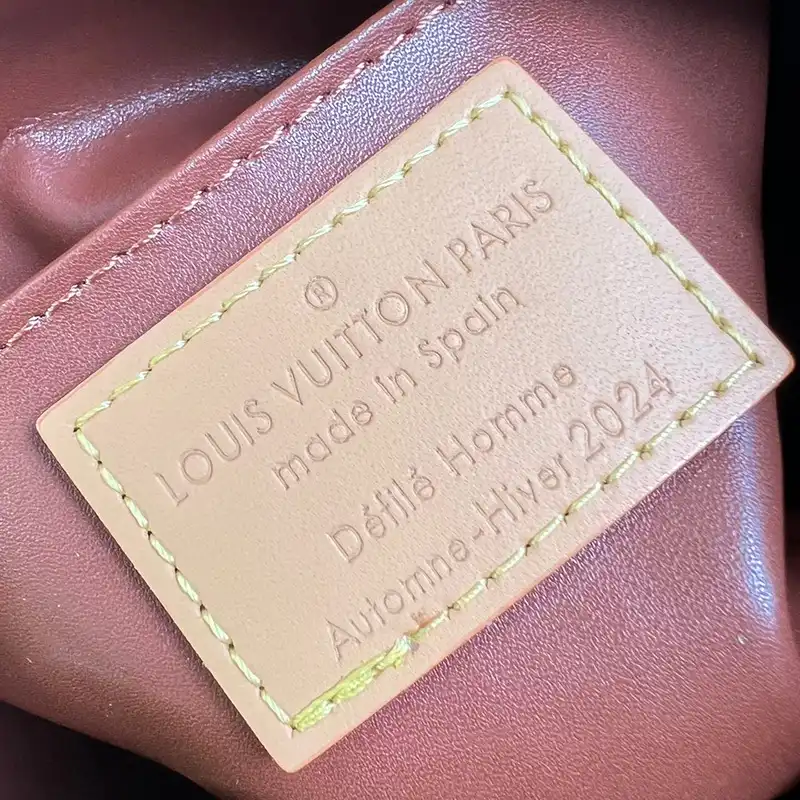 ®
LOUIS VUITTON PARIS
made in Spain
Défilé Homme
Automne-Hiver 2024